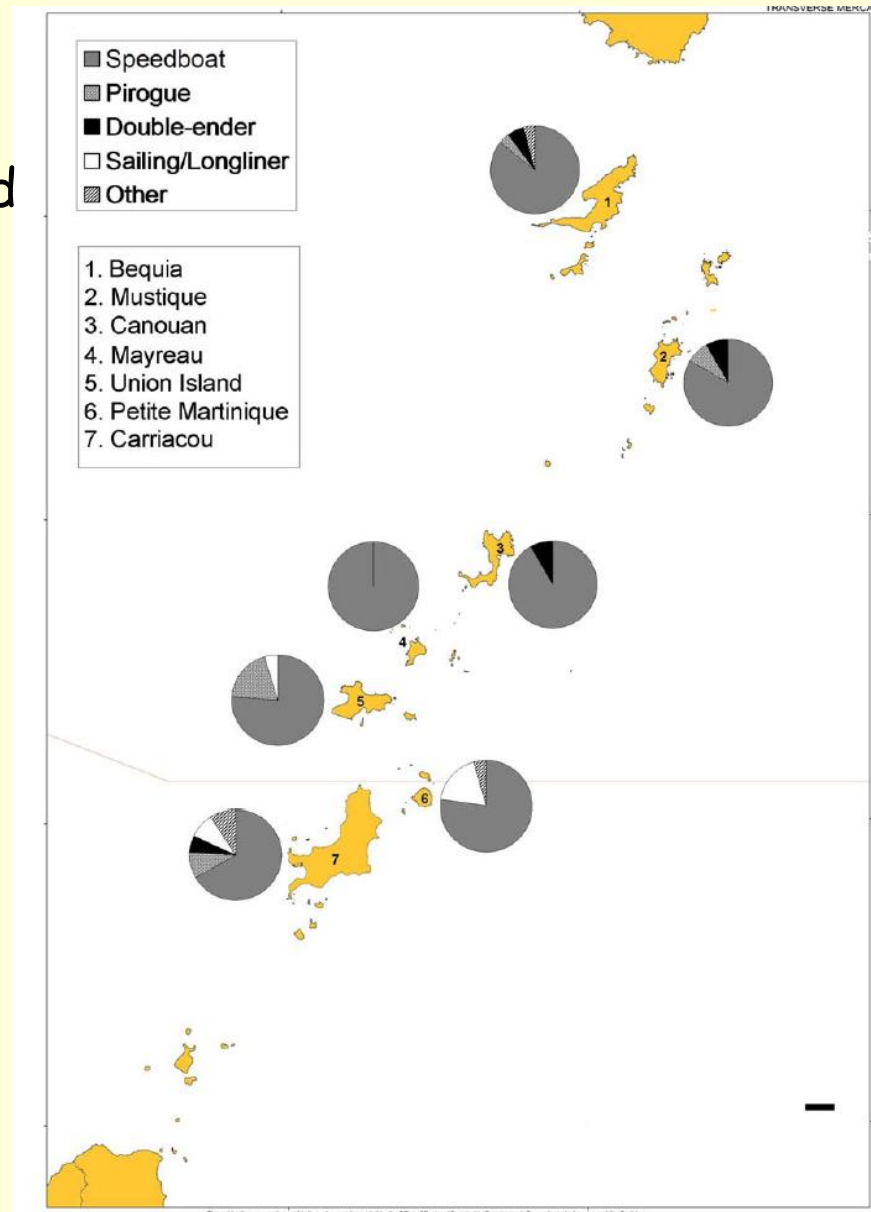 TRANSVERSE MERCA
Speedboat
Pirogue
Double-ender
Sailing/Longliner
Other
d
1. Bequia
2. Mustique
3. Canouan
4. Mayreau
5. Union Island
6. Petite Martinique
7. Carriacou
1
2
3
4
5
6
7